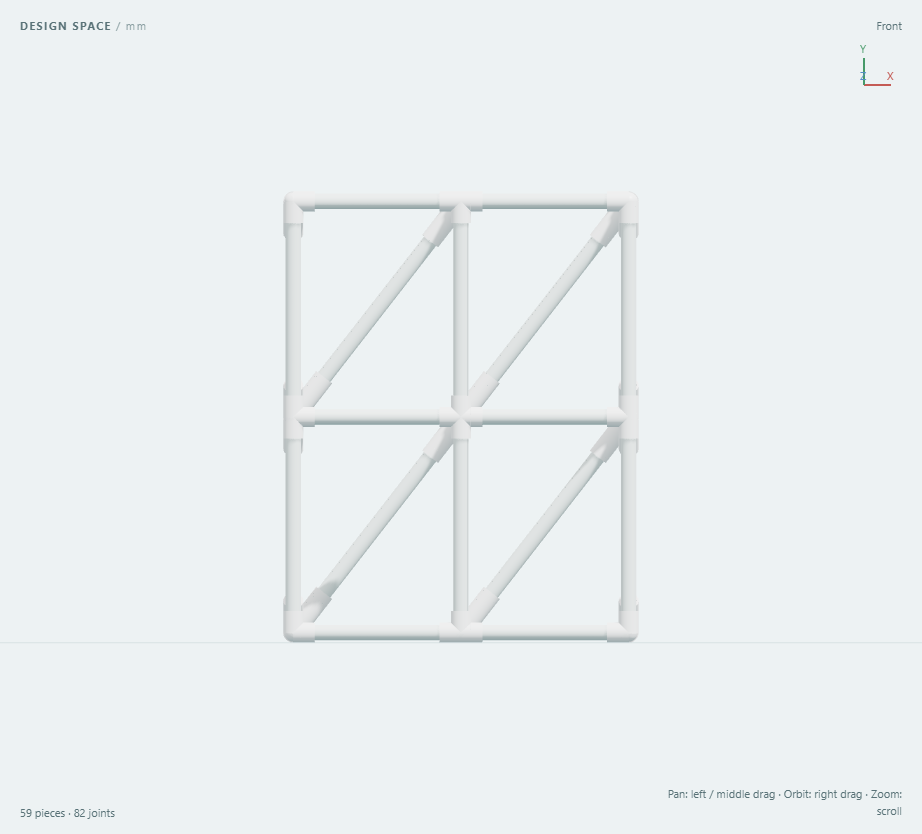 DESIGN SPACE / mm
Front
Y
Z X
59 pieces · 82 joints
Pan: left / middle drag · Orbit: right drag · Zoom:
scroll